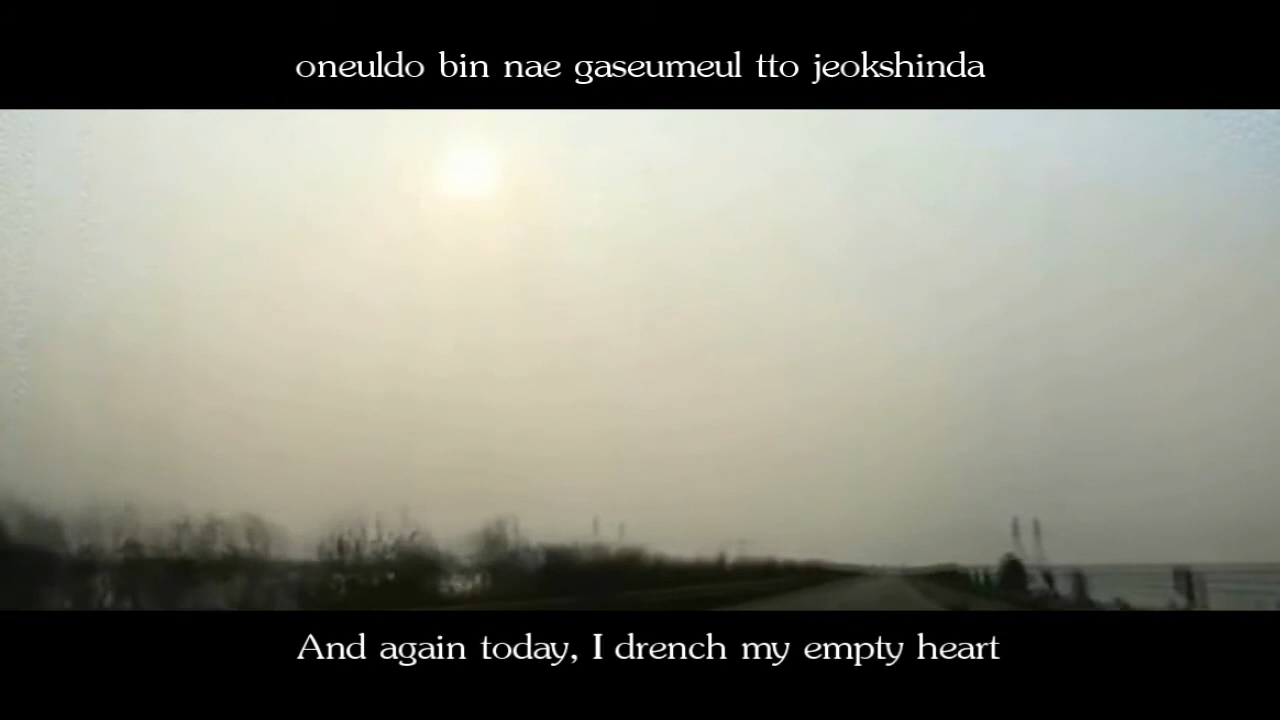 oneuldo bin nae gaseumeul tto jeokshinda
And again today, I drench my empty heart